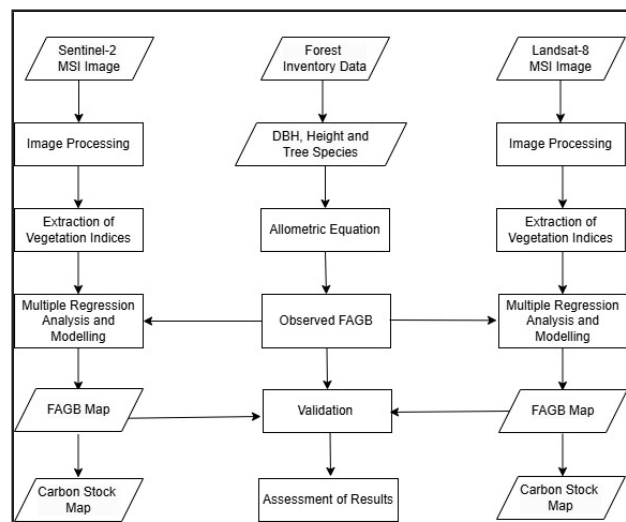 Sentinel-2
MSI Image
Forest
Inventory Data
Landsat-8
MSI Image
Image Processing
DBH, Height and
Tree Species
Image Processing
Extraction of
Vegetation Indices
Allometric Equation
Extraction of
Vegetation Indices
Multiple Regression
Analysis and
Modelling
Observed FAGB
Multiple Regression
Analysis and
Modelling
FAGB Map
Validation
FAGB Map
Carbon Stock
Map
Assessment of Results
Carbon Stock
Map